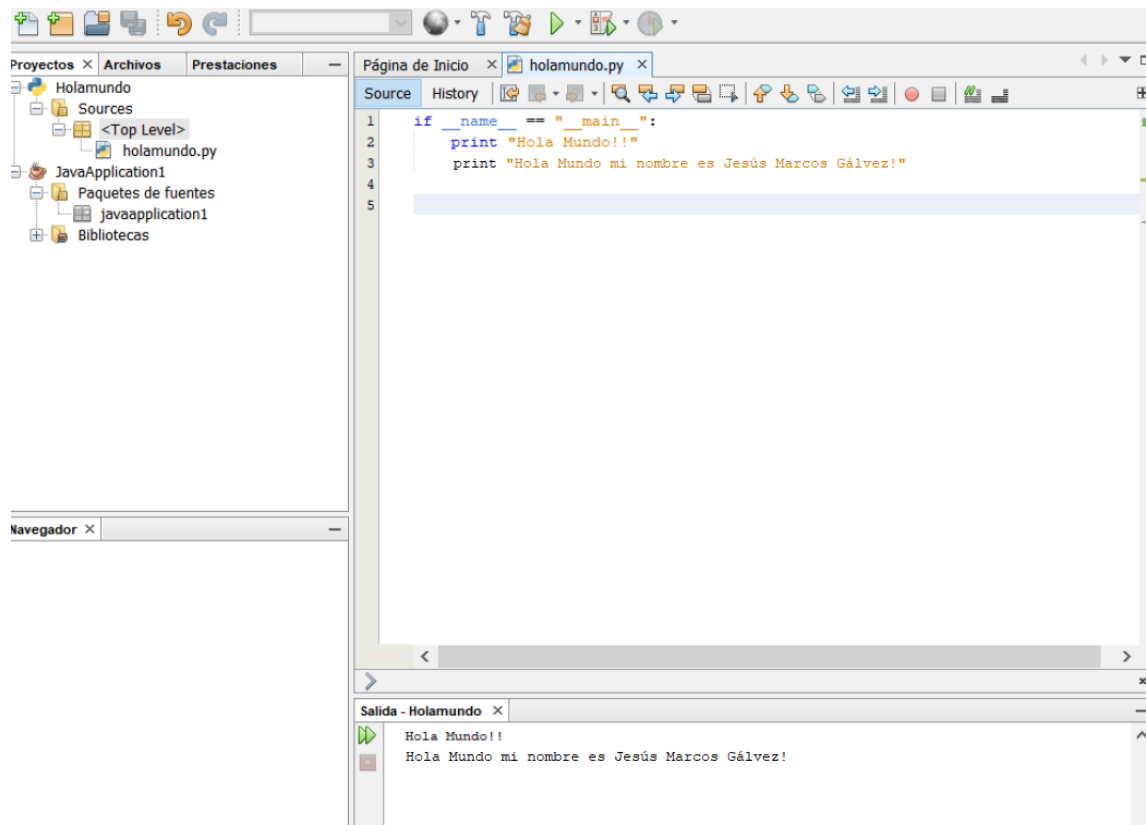 Proyectos Archivos Prestaciones
Holamundo
Sources
<Top Level>
holamundo.py
JavaApplication1
Paquetes de fuentes
javaapplication1
Bibliotecas
Navegador
Página de Inicio holamundo.py
Source History
1 if __name__ == "__main__":
2 print "Hola Mundo!!"
3 print "Hola Mundo mi nombre es Jesús Marcos Gálvez!"
4
5
Salida - Holamundo
Hola Mundo!!
Hola Mundo mi nombre es Jesús Marcos Gálvez!